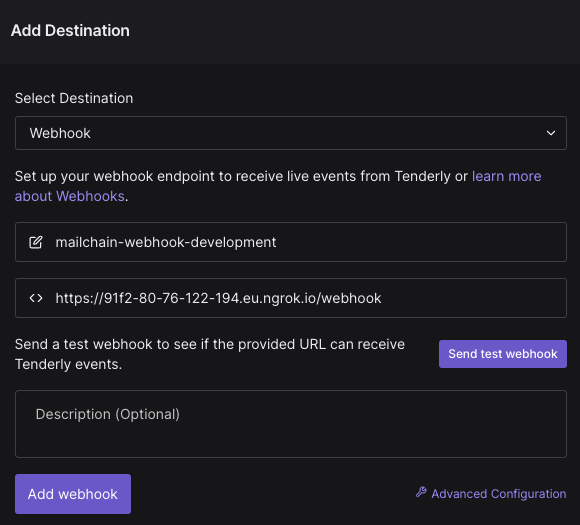 Add Destination
Select Destination
Webhook
Set up your webhook endpoint to receive live events from Tenderly or learn more
about Webhooks.
mailchain-webhook-development
https://91f2-80-76-122-194.eu.ngrok.io/webhook
Send a test webhook to see if the provided URL can receive
Tenderly events.
Send test webhook
Description (Optional)
Add webhook
Advanced Configuration